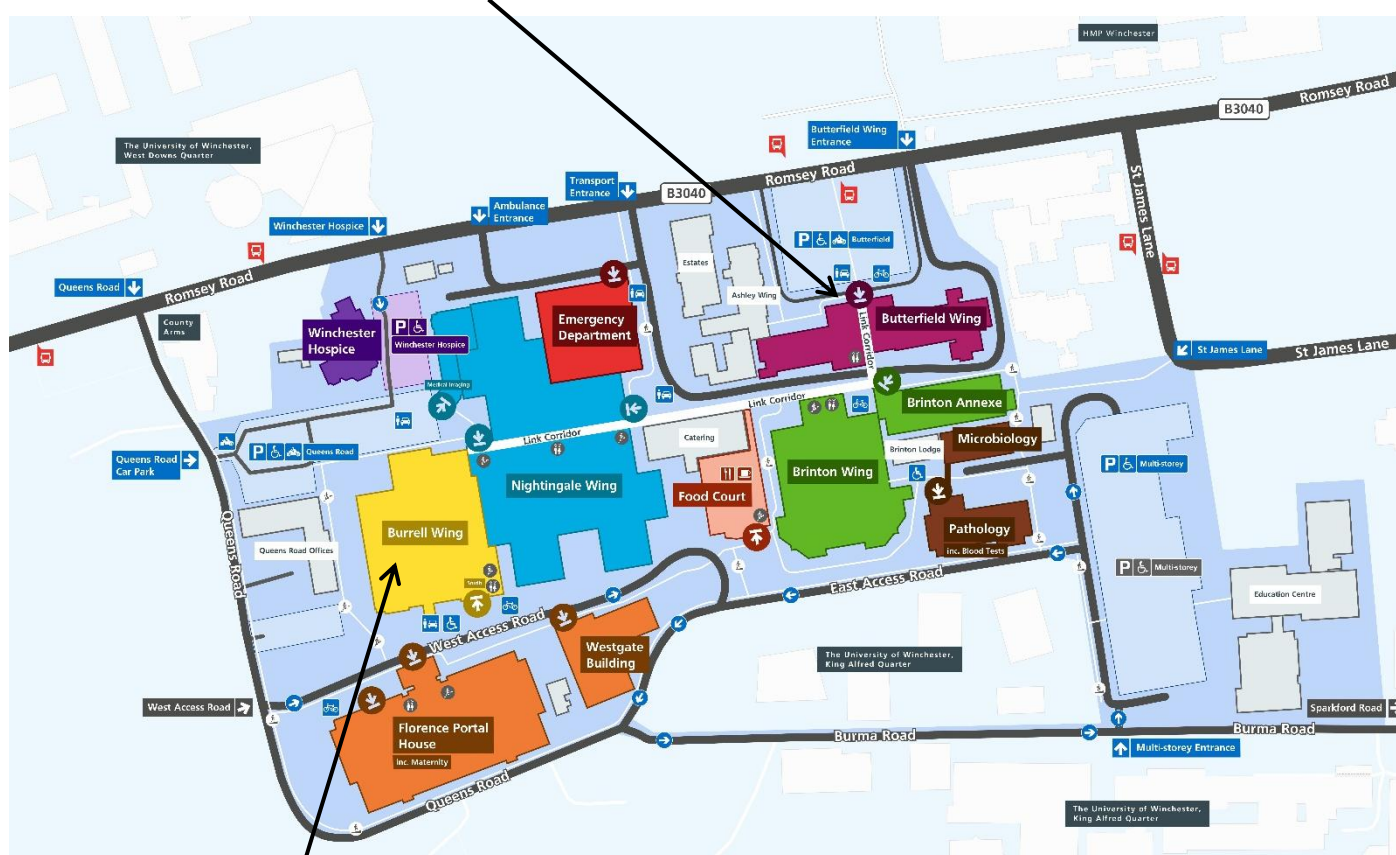 HMP Winchester
B3040
Romsey Road
The University of Winchester,
West Downs Quarter
Butterfield Wing
Entrance
Romsey Road
St James Lane
Transport
Entrance
B3040
Ambulance
Entrance
Winchester Hospice
Romsey Road
Queens Road
County
Arms
Estates
P Butterfield
Ashley Wing
Winchester
Hospice
P
Winchester Hospice
Emergency
Department
Butterfield Wing
Link Corridor
St James Lane
St James Lane
Medical Imaging
Link Corridor
Brinton Annexe
Link Corridor
Catering
Microbiology
Brinton Lodge
P Queens Road
Queens Road
Car Park
P Multi-storey
Nightingale Wing
Food Court
Brinton Wing
Burrell Wing
Pathology
inc. Blood Tests
Queens Road
Queens Road Offices
South
P Multi-storey
East Access Road
Education Centre
West Access Road
Westgate
Building
The University of Winchester,
King Alfred Quarter
West Access Road
Florence Portal
House
inc. Maternity
Sparkford Road
Burma Road
Burma Road
Multi-storey Entrance
Queens Road
The University of Winchester,
King Alfred Quarter